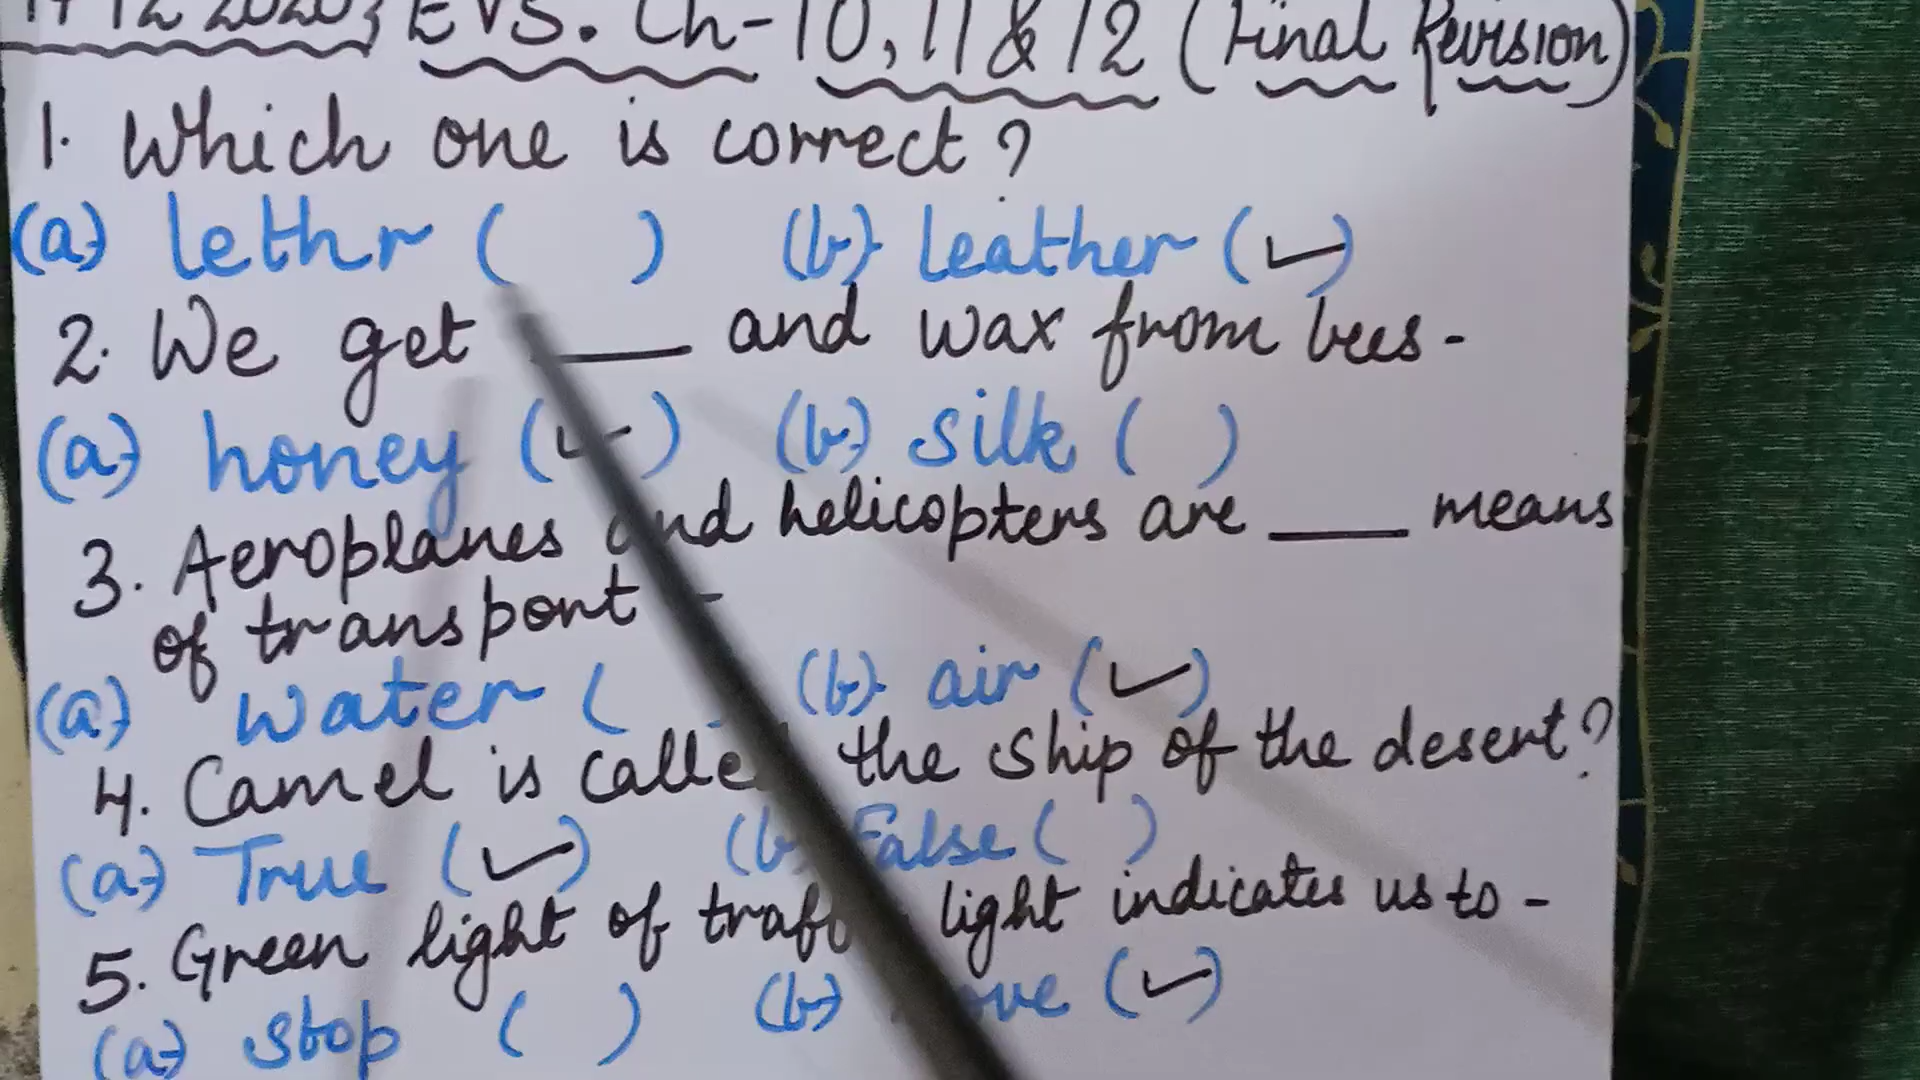 EVS. Ch-10, 11 & 12 (Final Revision)
1. Which one is correct?
(a) lethr ( ) (b) leather (✓)
2. We get ___ and wax from bees-
(a) honey (✓) (b) silk ( )
3. Aeroplanes and helicopters are ___ means
of transport -
(a) water ( (b) air (✓)
4. Camel is called the ship of the desert?
(a) True (✓) (b) False ( )
5. Green light of traffic light indicates us to -
(a) stop ( ) (b) move (✓)